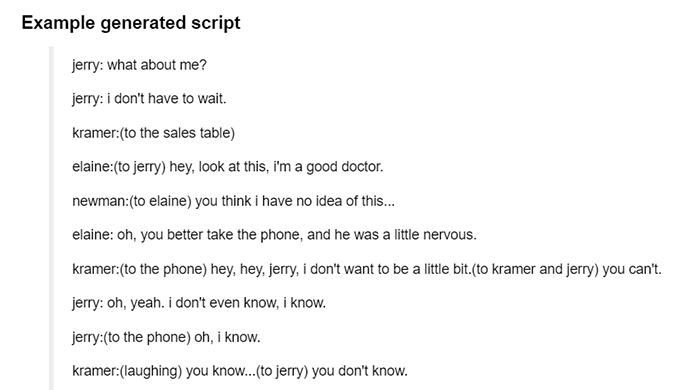 Example generated script
jerry: what about me?
jerry: i don't have to wait.
kramer:(to the sales table)
elaine:(to jerry) hey, look at this, i'm a good doctor.
newman:(to elaine) you think i have no idea of this...
elaine: oh, you better take the phone, and he was a little nervous.
kramer:(to the phone) hey, hey, jerry, i don't want to be a little bit.(to kramer and jerry) you can't.
jerry: oh, yeah. i don't even know, i know.
jerry:(to the phone) oh, i know.
kramer:(laughing) you know...(to jerry) you don't know.